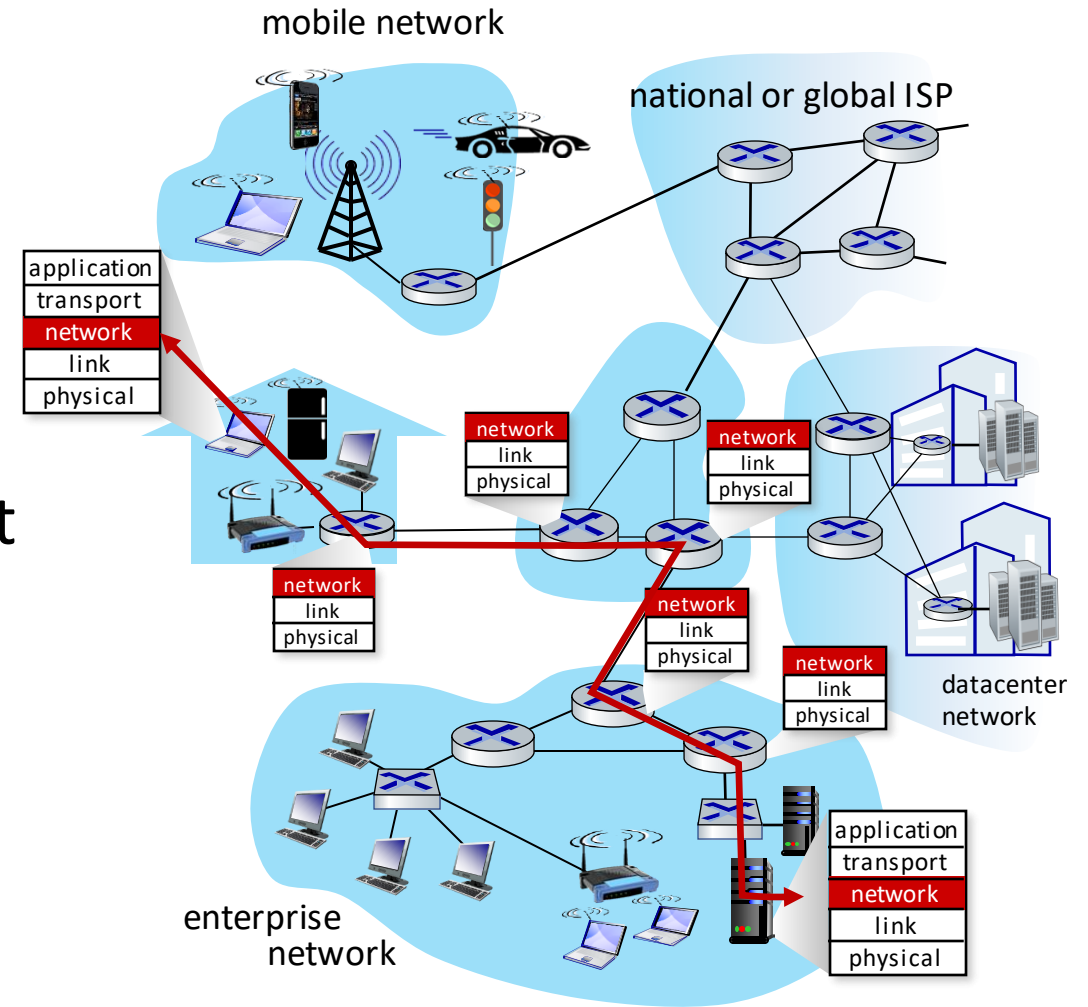 mobile network
national or global ISP
application
transport
network
link
physical
network
link
physical
network
link
physical
t
network
link
physical
network
link
physical
network
link
physical
datacenter
network
application
transport
network
link
physical
enterprise
network